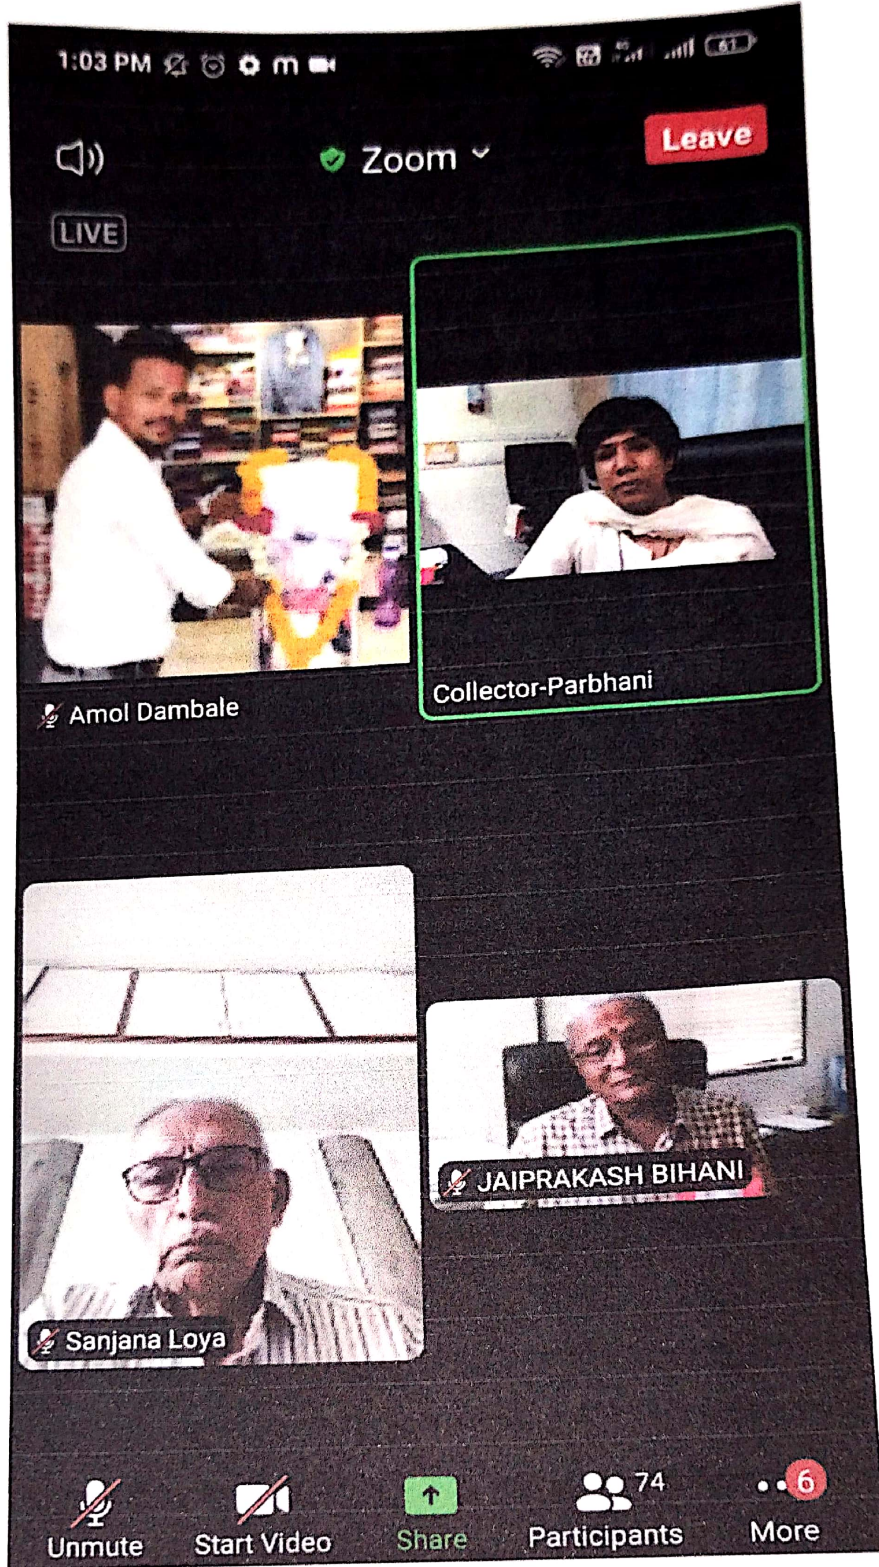 1:03 PM m 61
Zoom
Leave
LIVE
Amol Dambale
Collector-Parbhani
JAIPRAKASH BIHANI
Sanjana Loya
Unmute
Start Video
Share
74
Participants
6
More